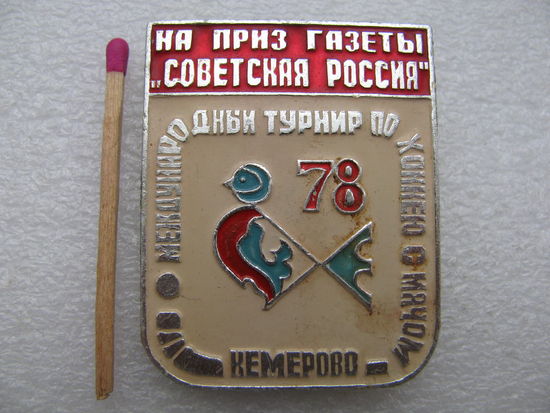 НА ПРИЗ ГАЗЕТЫ
„СОВЕТСКАЯ РОССИЯ"
МЕЖДУНАРОДНЫЙ ТУРНИР ПО ХОККЕЮ С МЯЧОМ
78
КЕМЕРОВО